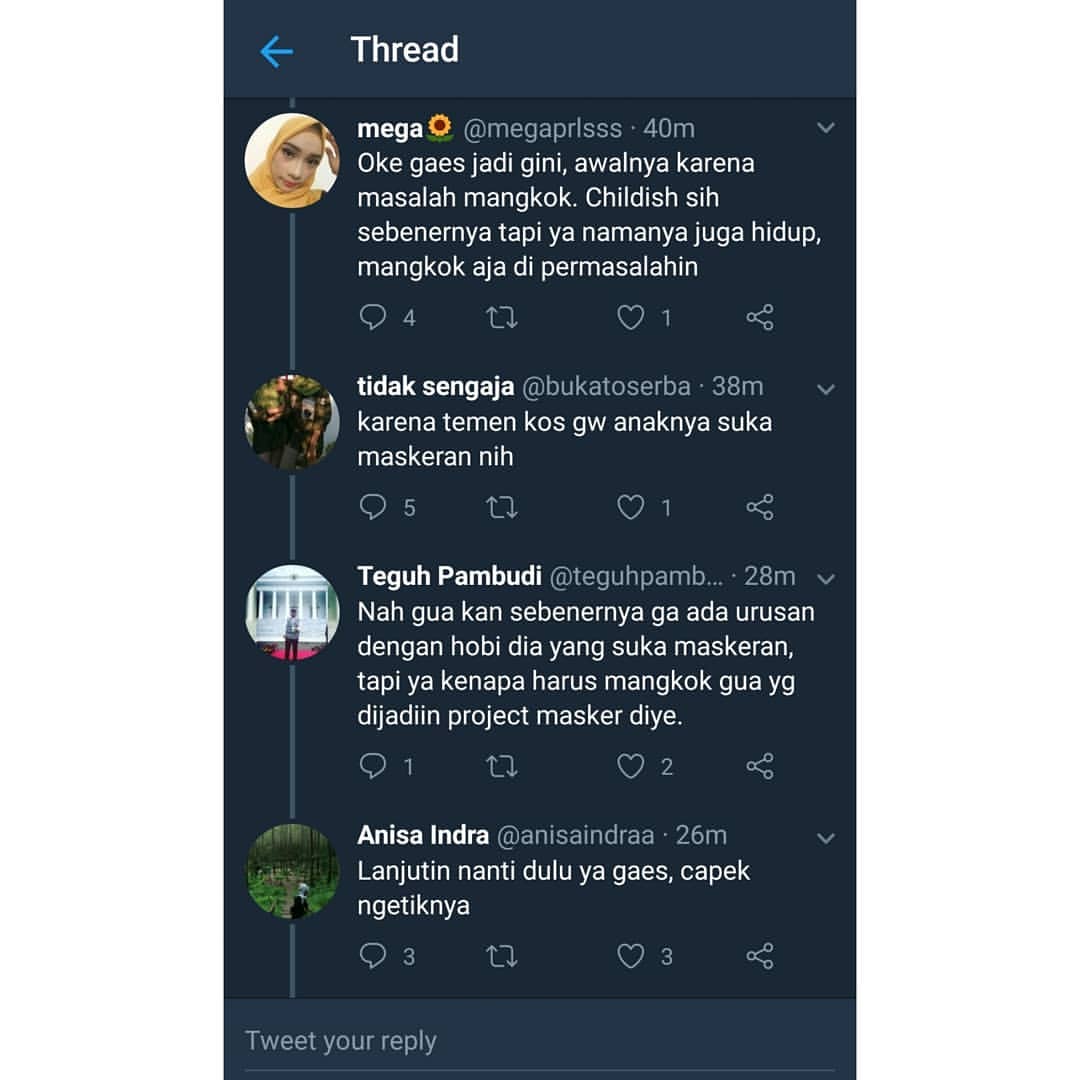 Thread
mega🌻 @megaprlsss · 40m
Oke gaes jadi gini, awalnya karena
masalah mangkok. Childish sih
sebenernya tapi ya namanya juga hidup,
mangkok aja di permasalahin
4 1
tidak sengaja @bukatoserba · 38m
karena temen kos gw anaknya suka
maskeran nih
5 1
Teguh Pambudi @teguhpamb... · 28m
Nah gua kan sebenernya ga ada urusan
dengan hobi dia yang suka maskeran,
tapi ya kenapa harus mangkok gua yg
dijadiin project masker diye.
1 2
Anisa Indra @anisaindraa · 26m
Lanjutin nanti dulu ya gaes, capek
ngetiknya
3 3
Tweet your reply